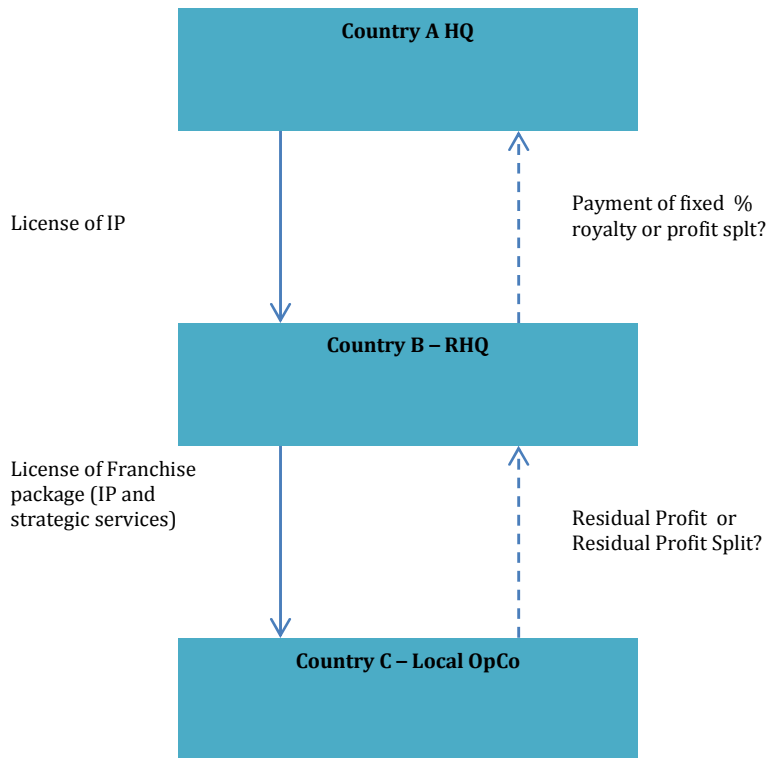 Country A HQ
License of IP
Payment of fixed %
royalty or profit splt?
Country B – RHQ
License of Franchise
package (IP and
strategic services)
Residual Profit or
Residual Profit Split?
Country C – Local OpCo